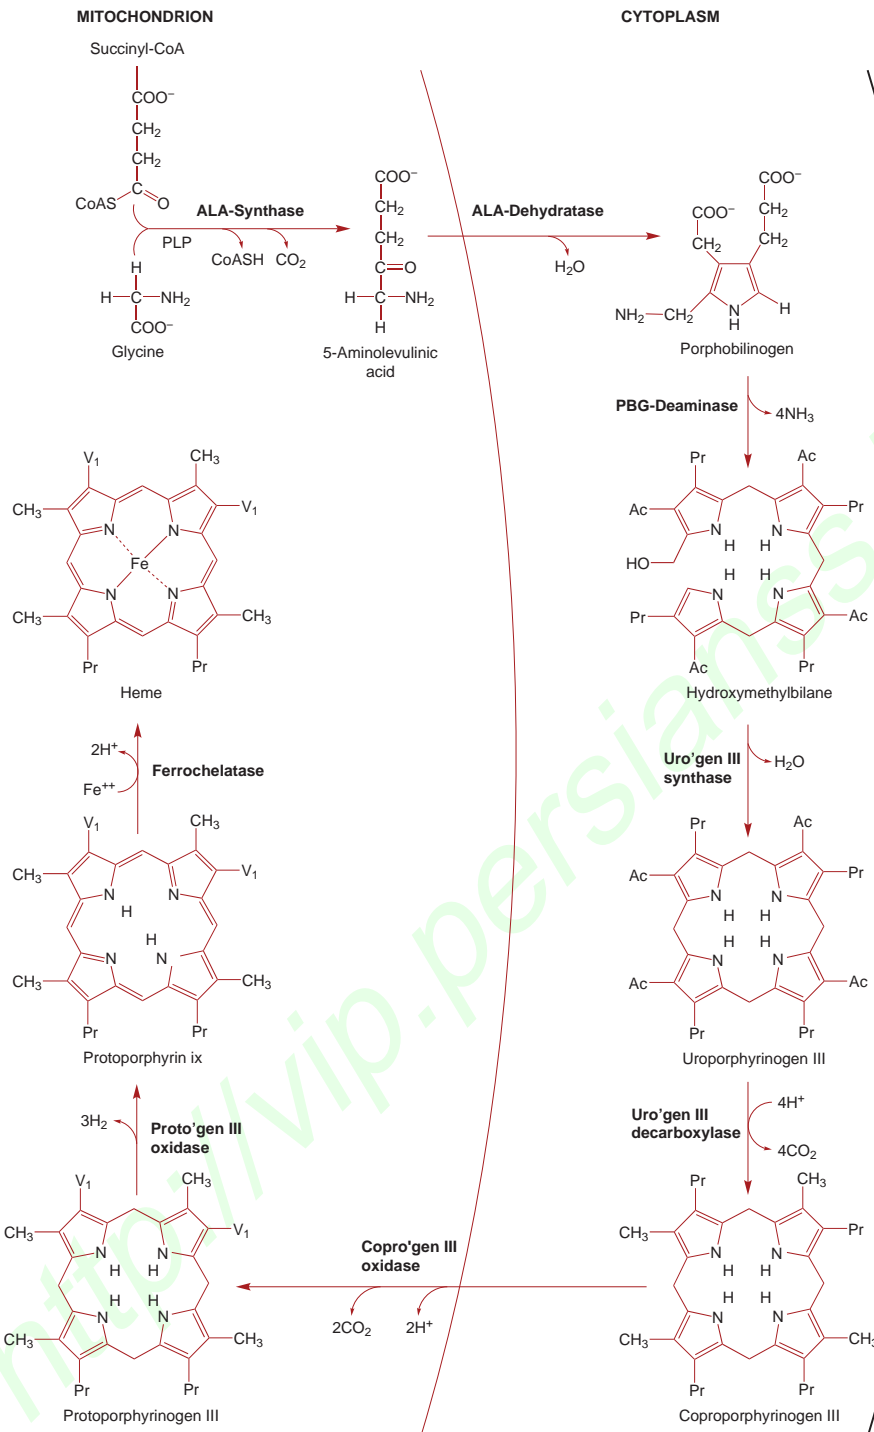 MITOCHONDRION
CYTOPLASM
Succinyl-CoA
COO⁻
CH₂
CH₂
C
O
CoAS
ALA-Synthase
PLP
CoASH
CO₂
H
H
C
NH₂
COO⁻
Glycine
COO⁻
CH₂
CH₂
C=O
H
C
NH₂
H
5-Aminolevulinic
acid
ALA-Dehydratase
H₂O
COO⁻
COO⁻
CH₂
CH₂
CH₂
NH₂
CH₂
N
H
H
Porphobilinogen
PBG-Deaminase
4NH₃
Pr
Ac
Ac
Pr
N
N
HO
H
H
H
H
N
N
Pr
Ac
Ac
Pr
Hydroxymethylbilane
Uro'gen III
synthase
H₂O
Pr
Ac
Ac
Pr
N
N
H
H
H
H
N
N
Ac
Ac
Pr
Pr
Uroporphyrinogen III
Uro'gen III
decarboxylase
4H⁺
4CO₂
Pr
CH₃
CH₃
Pr
N
N
H
H
H
H
N
N
CH₃
CH₃
Pr
Pr
Coproporphyrinogen III
Copro'gen III
oxidase
2CO₂
2H⁺
V₁
CH₃
CH₃
V₁
N
N
H
H
H
H
N
N
CH₃
CH₃
Pr
Pr
Protoporphyrinogen III
Proto'gen III
oxidase
3H₂
V₁
CH₃
CH₃
V₁
N
N
H
H
N
N
CH₃
CH₃
Pr
Pr
Protoporphyrin ix
Ferrochelatase
2H⁺
Fe⁺⁺
V₁
CH₃
CH₃
V₁
N
N
Fe
N
N
CH₃
CH₃
Pr
Pr
Heme
http://vip.persianss